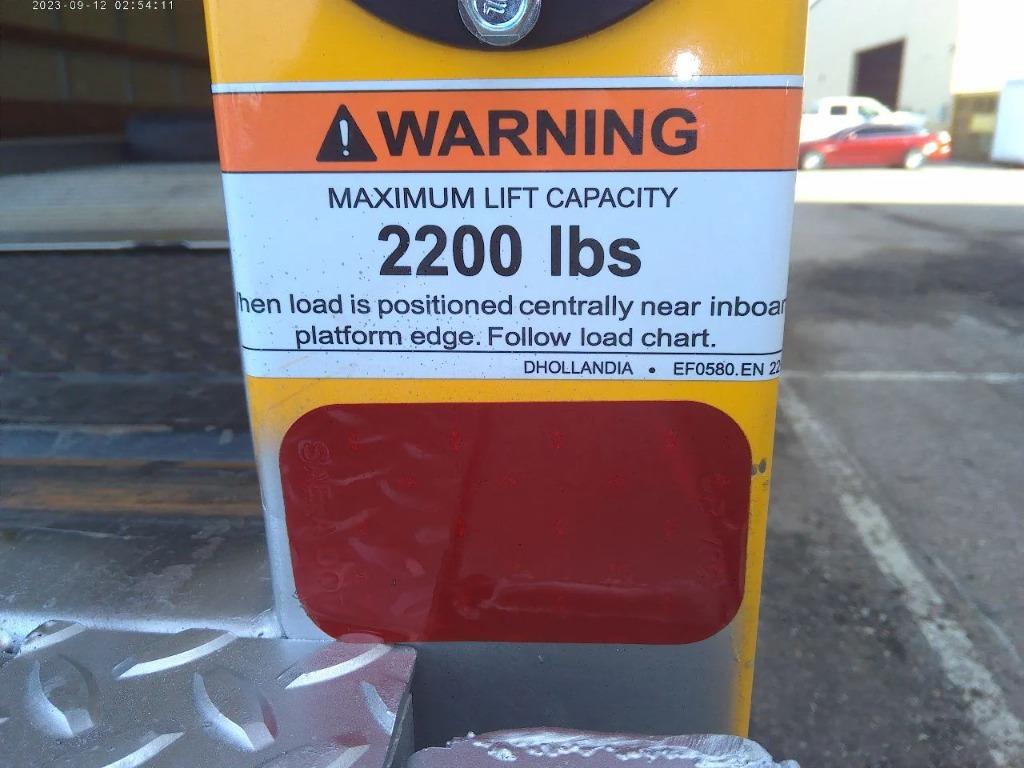 2023-09-12 02:54:11
WARNING
MAXIMUM LIFT CAPACITY
2200 lbs
hen load is positioned centrally near inboar
platform edge. Follow load chart.
DHOLLANDIA • EF0580.EN 22